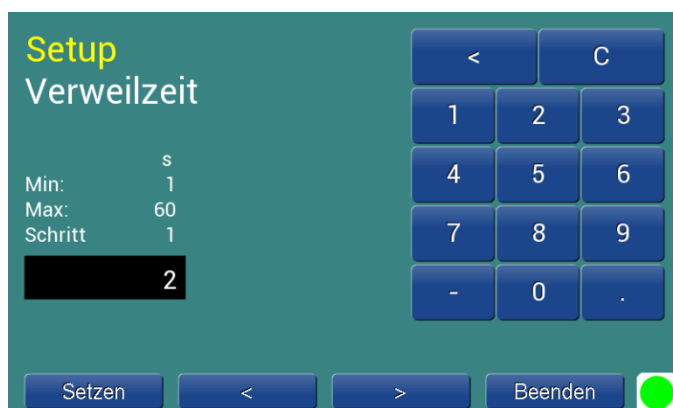 Setup
Verweilzeit
s
Min: 1
Max: 60
Schritt 1
2
< C
1 2 3
4 5 6
7 8 9
- 0 .
Setzen < > Beenden